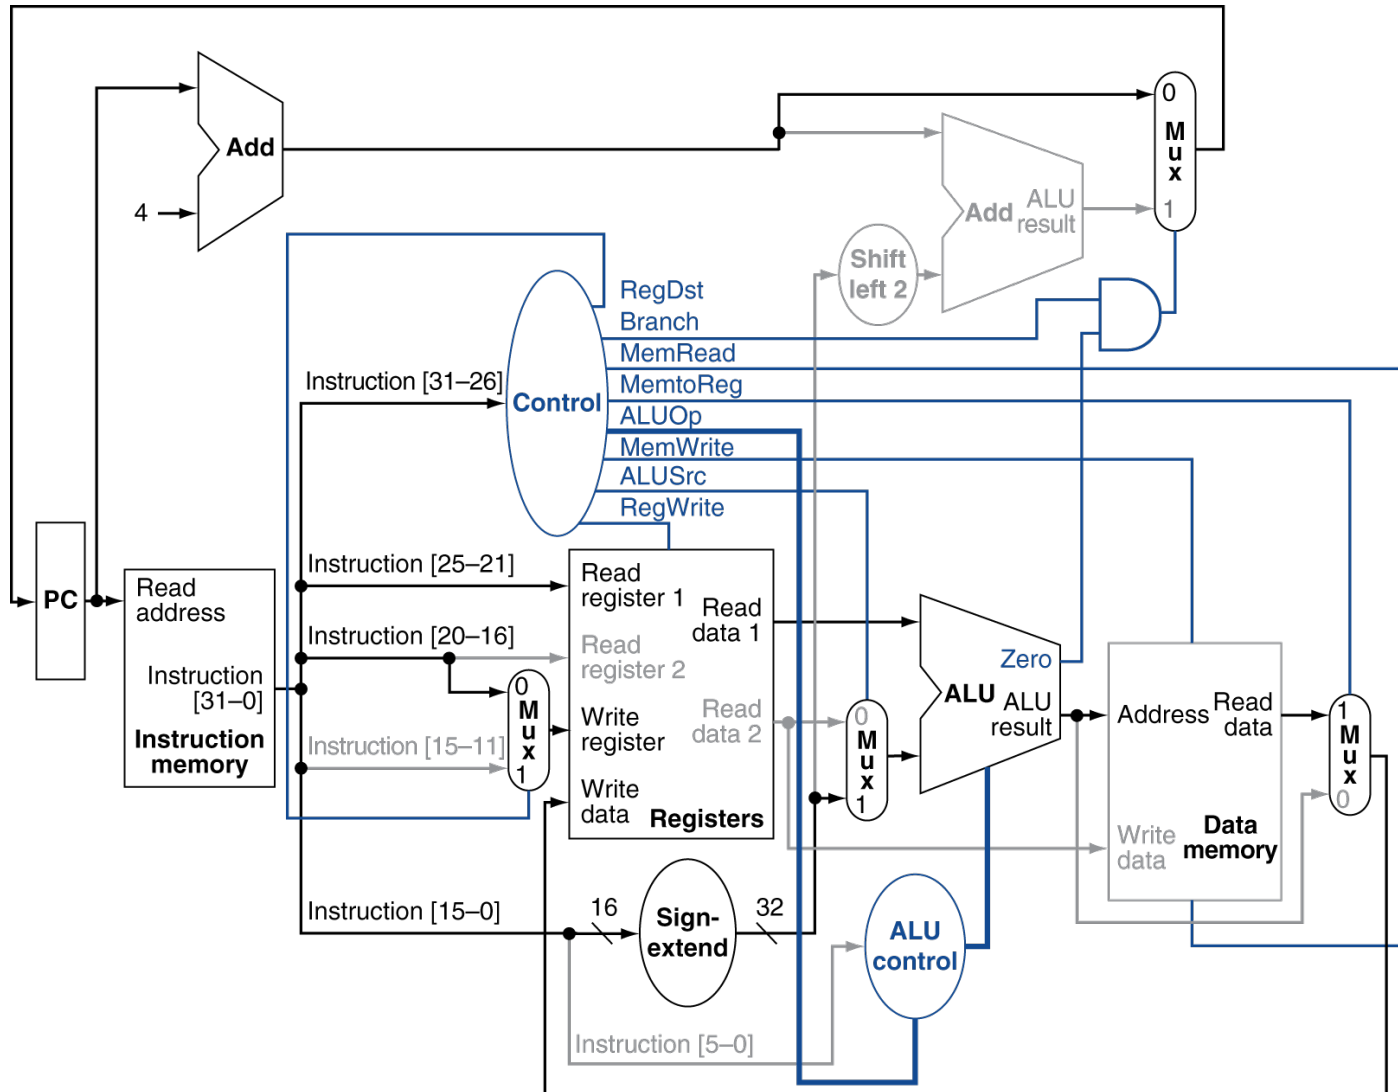 0
M
u
x
1
Add
4
Add
ALU
result
Shift
left 2
RegDst
Branch
MemRead
MemtoReg
ALUOp
MemWrite
ALUSrc
RegWrite
Instruction [31–26]
Control
PC
Read
address
Instruction
[31–0]
Instruction
memory
Instruction [25–21]
Instruction [20–16]
Instruction [15–11]
0
M
u
x
1
Read
register 1
Read
register 2
Write
register
Write
data
Read
data 1
Read
data 2
Registers
0
M
u
x
1
Zero
ALU
ALU
result
Address
Read
data
Write
data
Data
memory
1
M
u
x
0
Instruction [15–0]
16
Sign-
extend
32
ALU
control
Instruction [5–0]